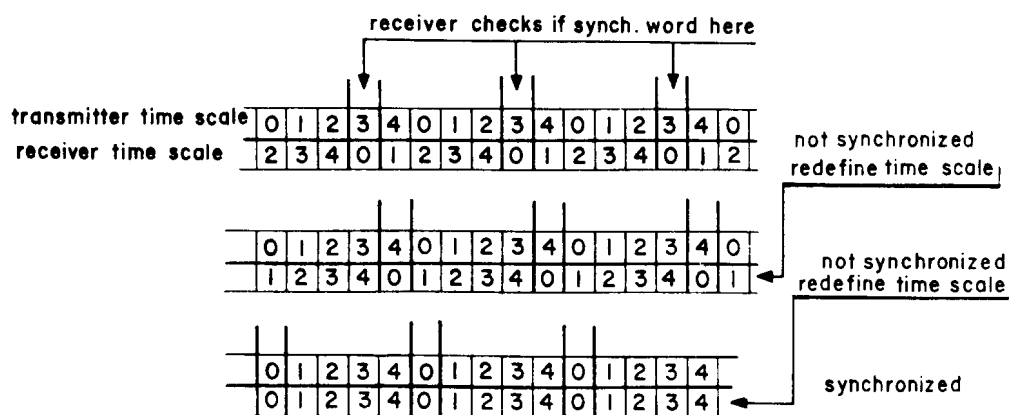 receiver checks if synch. word here
transmitter time scale 0 1 2 3 4 0 1 2 3 4 0 1 2 3 4 0
receiver time scale 2 3 4 0 1 2 3 4 0 1 2 3 4 0 1 2
not synchronized
redefine time scale
0 1 2 3 4 0 1 2 3 4 0 1 2 3 4 0
1 2 3 4 0 1 2 3 4 0 1 2 3 4 0 1
not synchronized
redefine time scale
0 1 2 3 4 0 1 2 3 4 0 1 2 3 4
0 1 2 3 4 0 1 2 3 4 0 1 2 3 4
synchronized